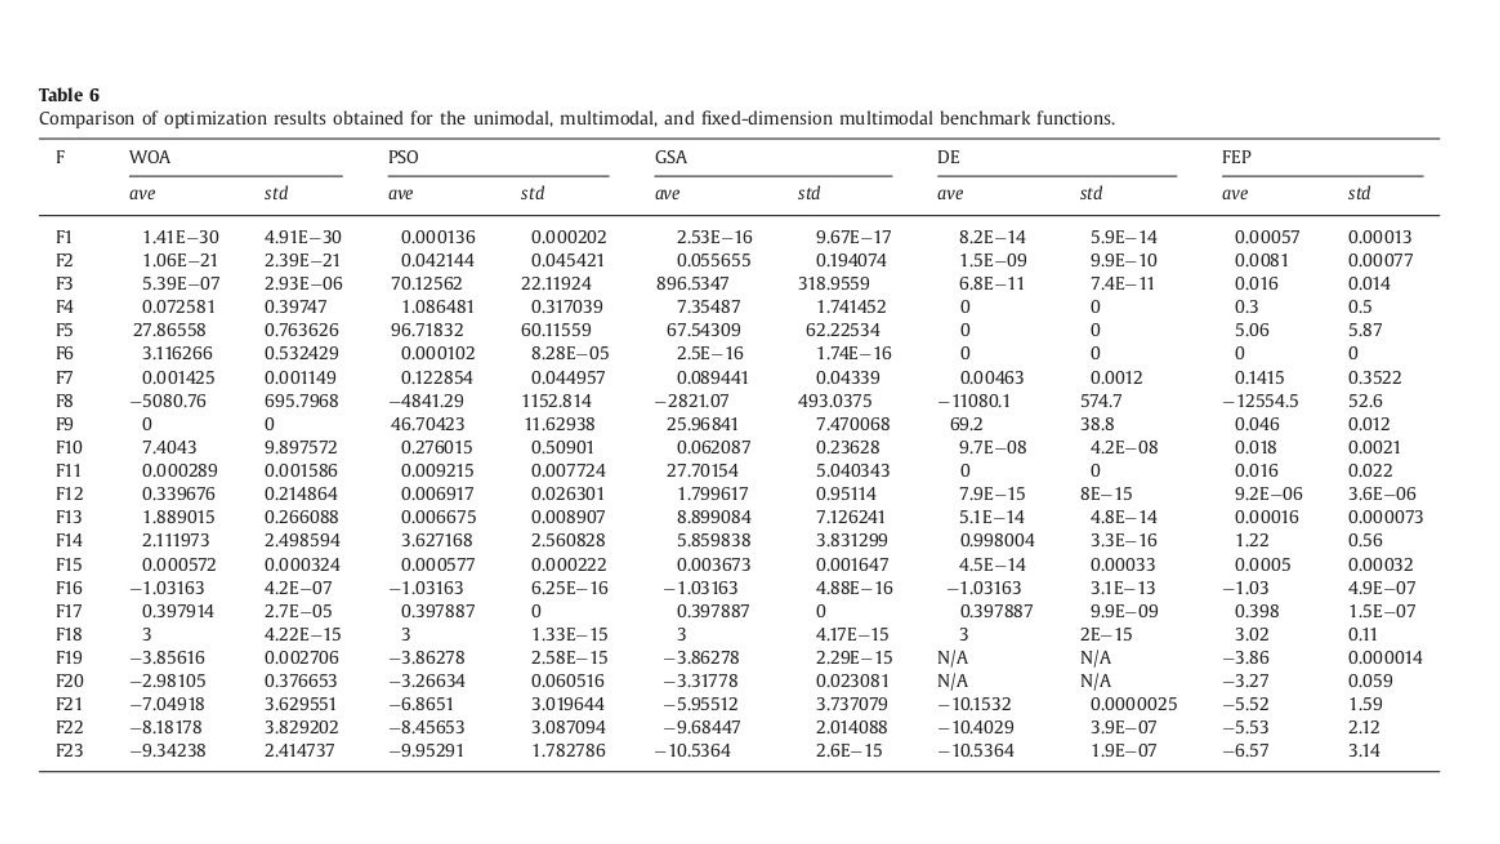 Table 6
Comparison of optimization results obtained for the unimodal, multimodal, and fixed-dimension multimodal benchmark functions.
F WOA PSO GSA DE FEP
ave std ave std ave std ave std ave std
F1 1.41E−30 4.91E−30 0.000136 0.000202 2.53E−16 9.67E−17 8.2E−14 5.9E−14 0.00057 0.00013
F2 1.06E−21 2.39E−21 0.042144 0.045421 0.055655 0.194074 1.5E−09 9.9E−10 0.0081 0.00077
F3 5.39E−07 2.93E−06 70.12562 22.11924 896.5347 318.9559 6.8E−11 7.4E−11 0.016 0.014
F4 0.072581 0.39747 1.086481 0.317039 7.35487 1.741452 0 0 0.3 0.5
F5 27.86558 0.763626 96.71832 60.11559 67.54309 62.22534 0 0 5.06 5.87
F6 3.116266 0.532429 0.000102 8.28E−05 2.5E−16 1.74E−16 0 0 0 0
F7 0.001425 0.001149 0.122854 0.044957 0.089441 0.04339 0.00463 0.0012 0.1415 0.3522
F8 −5080.76 695.7968 −4841.29 1152.814 −2821.07 493.0375 −11080.1 574.7 −12554.5 52.6
F9 0 0 46.70423 11.62938 25.96841 7.470068 69.2 38.8 0.046 0.012
F10 7.4043 9.897572 0.276015 0.50901 0.062087 0.23628 9.7E−08 4.2E−08 0.018 0.0021
F11 0.000289 0.001586 0.009215 0.007724 27.70154 5.040343 0 0 0.016 0.022
F12 0.339676 0.214864 0.006917 0.026301 1.799617 0.95114 7.9E−15 8E−15 9.2E−06 3.6E−06
F13 1.889015 0.266088 0.006675 0.008907 8.899084 7.126241 5.1E−14 4.8E−14 0.00016 0.000073
F14 2.111973 2.498594 3.627168 2.560828 5.859838 3.831299 0.998004 3.3E−16 1.22 0.56
F15 0.000572 0.000324 0.000577 0.000222 0.003673 0.001647 4.5E−14 0.00033 0.0005 0.00032
F16 −1.03163 4.2E−07 −1.03163 6.25E−16 −1.03163 4.88E−16 −1.03163 3.1E−13 −1.03 4.9E−07
F17 0.397914 2.7E−05 0.397887 0 0.397887 0 0.397887 9.9E−09 0.398 1.5E−07
F18 3 4.22E−15 3 1.33E−15 3 4.17E−15 3 2E−15 3.02 0.11
F19 −3.85616 0.002706 −3.86278 2.58E−15 −3.86278 2.29E−15 N/A N/A −3.86 0.000014
F20 −2.98105 0.376653 −3.26634 0.060516 −3.31778 0.023081 N/A N/A −3.27 0.059
F21 −7.04918 3.629551 −6.8651 3.019644 −5.95512 3.737079 −10.1532 0.0000025 −5.52 1.59
F22 −8.18178 3.829202 −8.45653 3.087094 −9.68447 2.014088 −10.4029 3.9E−07 −5.53 2.12
F23 −9.34238 2.414737 −9.95291 1.782786 −10.5364 2.6E−15 −10.5364 1.9E−07 −6.57 3.14